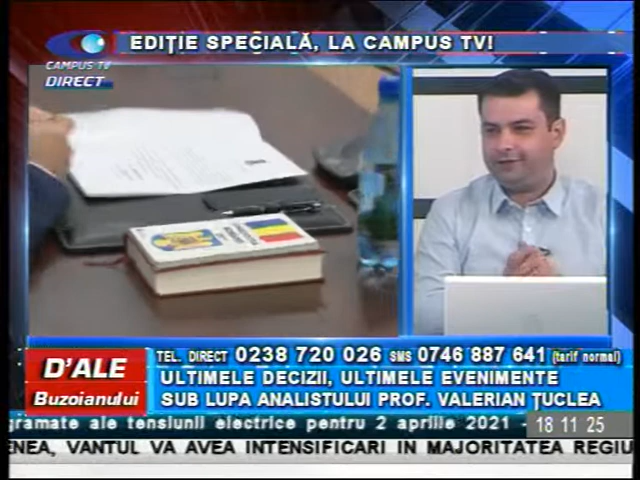 EDIȚIE SPECIALĂ, LA CAMPUS TV!
CAMPUS TV
DIRECT
D'ALE
Buzoianului
TEL. DIRECT 0238 720 026 SMS 0746 887 641 (tarif normal)
ULTIMELE DECIZII, ULTIMELE EVENIMENTE
SUB LUPA ANALISTULUI PROF. VALERIAN ȚUCLEA
gramate ale tensiunii electrice pentru 2 aprilie 2021 -
18 11 25
ENEA, VANTUL VA AVEA INTENSIFICARI IN MAJORITATEA REGIU